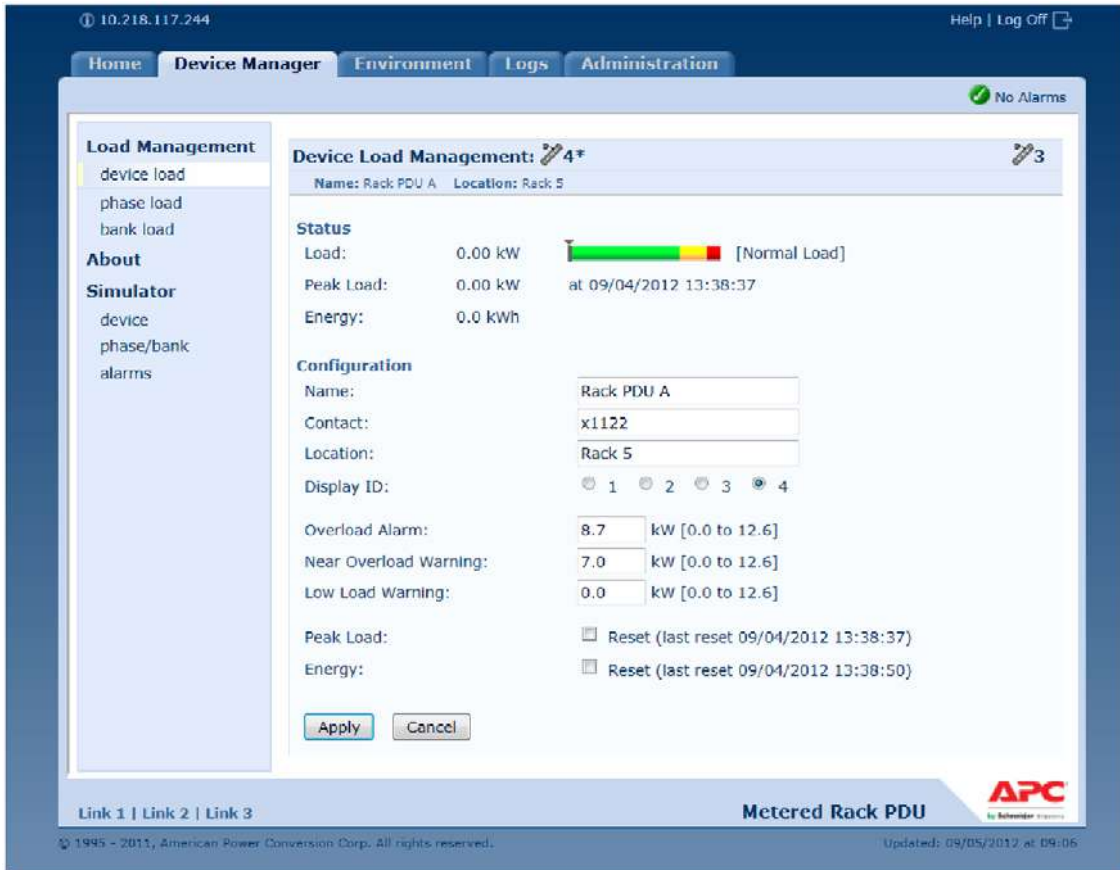 10.218.117.244 Help | Log Off
Home Device Manager Environment Logs Administration
No Alarms
Load Management
device load
phase load
bank load
About
Simulator
device
phase/bank
alarms
Device Load Management: 4* 3
Name: Rack PDU A Location: Rack 5
Status
Load: 0.00 kW [Normal Load]
Peak Load: 0.00 kW at 09/04/2012 13:38:37
Energy: 0.0 kWh
Configuration
Name: Rack PDU A
Contact: x1122
Location: Rack 5
Display ID: 1 2 3 4
Overload Alarm: 8.7 kW [0.0 to 12.6]
Near Overload Warning: 7.0 kW [0.0 to 12.6]
Low Load Warning: 0.0 kW [0.0 to 12.6]
Peak Load: Reset (last reset 09/04/2012 13:38:37)
Energy: Reset (last reset 09/04/2012 13:38:50)
Apply Cancel
Link 1 | Link 2 | Link 3
Metered Rack PDU
APC
by Schneider
© 1995 - 2011, American Power Conversion Corp. All rights reserved.
Updated: 09/05/2012 at 09:06